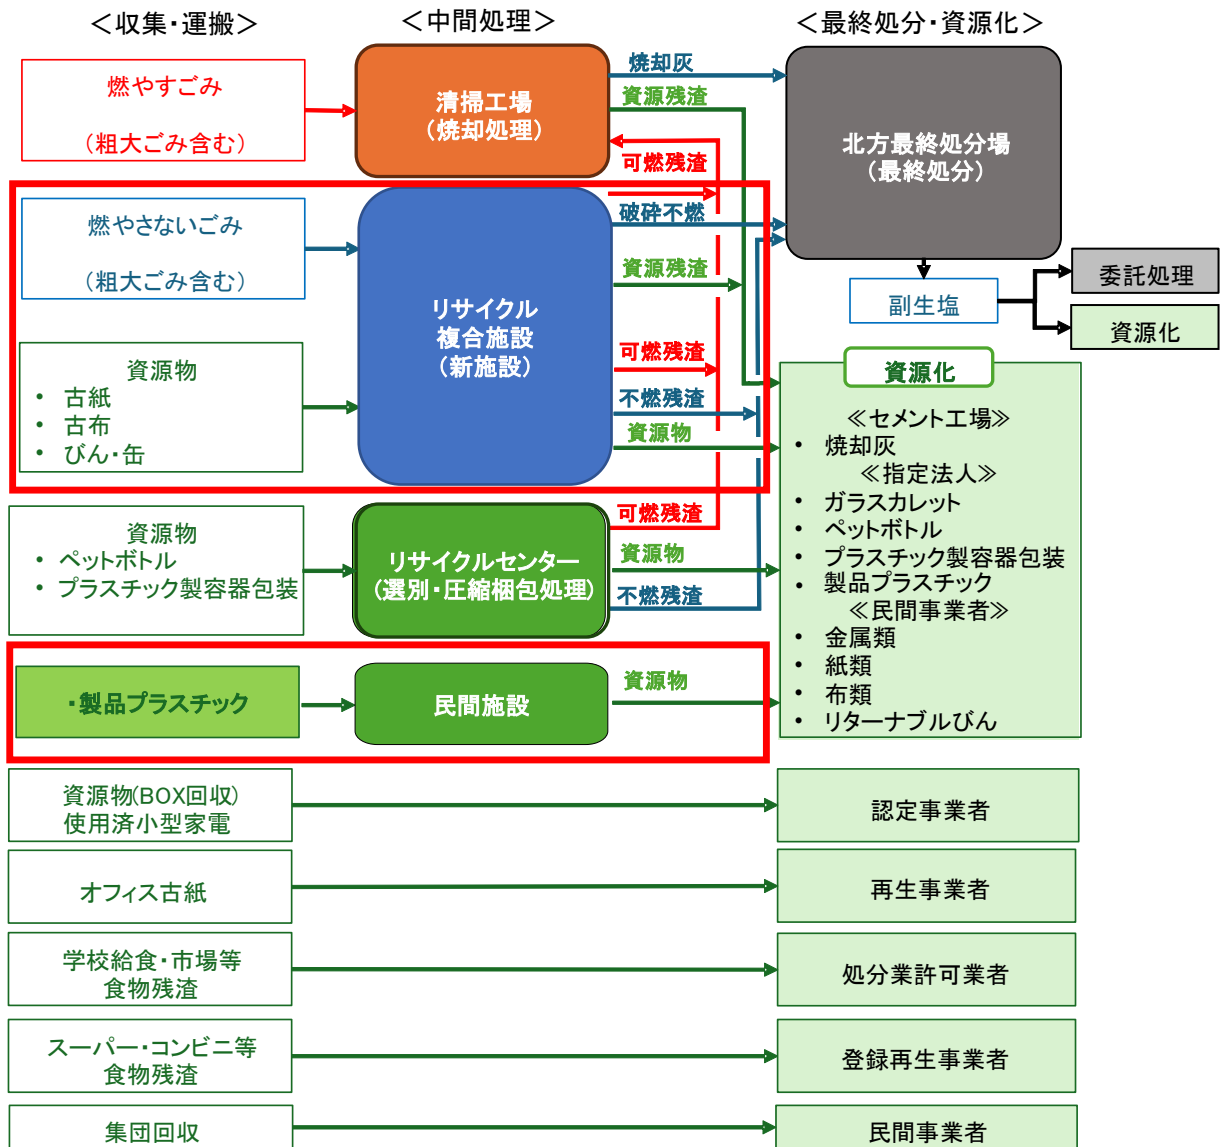 ＜収集・運搬＞
＜中間処理＞
＜最終処分・資源化＞
燃やすごみ
（粗大ごみ含む）
清掃工場
（焼却処理）
焼却灰
資源残渣
可燃残渣
北方最終処分場
（最終処分）
燃やさないごみ
（粗大ごみ含む）
資源物
• 古紙
• 古布
• びん・缶
リサイクル
複合施設
（新施設）
破砕不燃
資源残渣
可燃残渣
不燃残渣
資源物
副生塩
委託処理
資源化
資源化
≪セメント工場≫
• 焼却灰
≪指定法人≫
• ガラスカレット
• ペットボトル
• プラスチック製容器包装
• 製品プラスチック
≪民間事業者≫
• 金属類
• 紙類
• 布類
• リターナブルびん
資源物
• ペットボトル
• プラスチック製容器包装
リサイクルセンター
（選別・圧縮梱包処理）
可燃残渣
資源物
不燃残渣
・製品プラスチック
民間施設
資源物
資源物(BOX回収)
使用済小型家電
認定事業者
オフィス古紙
再生事業者
学校給食・市場等
食物残渣
処分業許可業者
スーパー・コンビニ等
食物残渣
登録再生事業者
集団回収
民間事業者